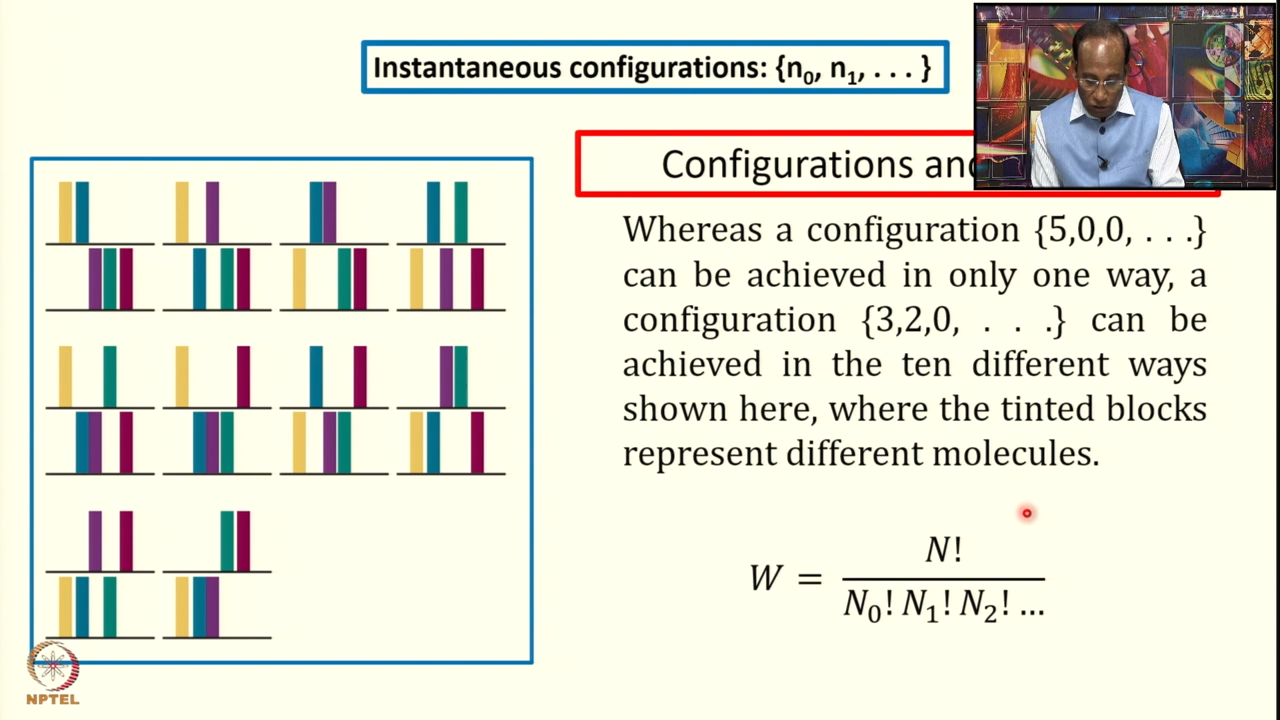 Instantaneous configurations: {n₀, n₁, . . . }
Configurations and
Whereas a configuration {5,0,0, . . .}
can be achieved in only one way, a
configuration {3,2,0, . . .} can be
achieved in the ten different ways
shown here, where the tinted blocks
represent different molecules.
W = N! / N₀! N₁! N₂! ...
NPTEL